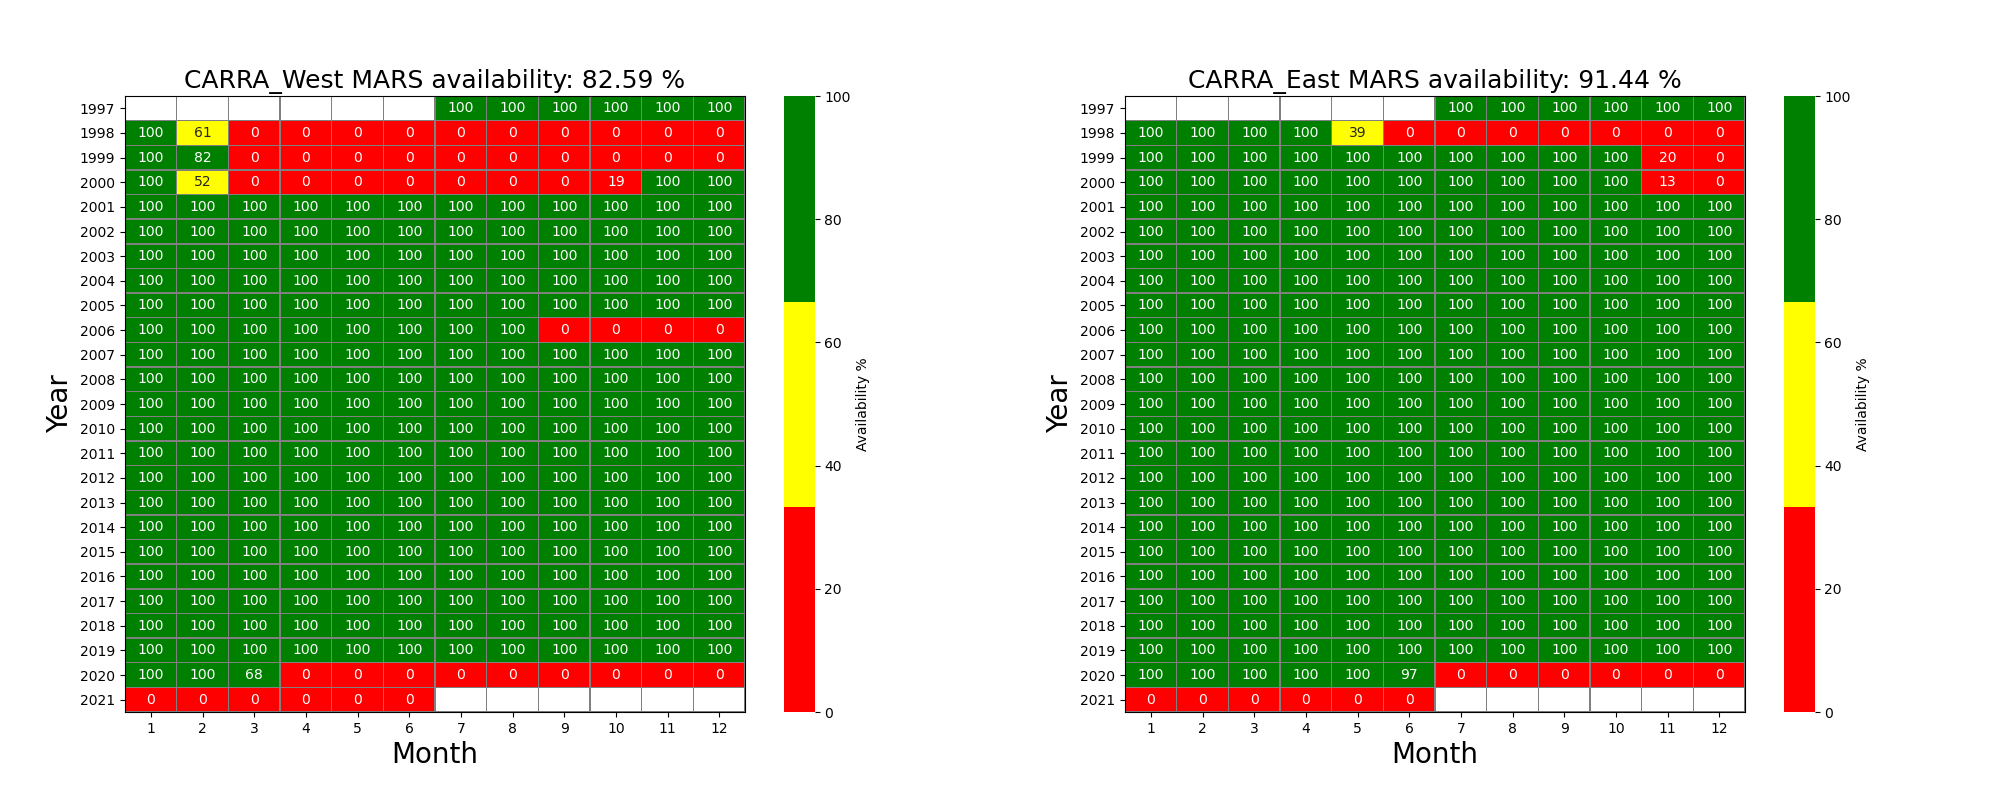 CARRA_West MARS availability: 82.59 %
1997 100 100 100 100 100 100
1998 100 61 0 0 0 0 0 0 0 0 0 0
1999 100 82 0 0 0 0 0 0 0 0 0 0
2000 100 52 0 0 0 0 0 0 0 19 100 100
2001 100 100 100 100 100 100 100 100 100 100 100 100
2002 100 100 100 100 100 100 100 100 100 100 100 100
2003 100 100 100 100 100 100 100 100 100 100 100 100
2004 100 100 100 100 100 100 100 100 100 100 100 100
2005 100 100 100 100 100 100 100 100 100 100 100 100
2006 100 100 100 100 100 100 100 100 0 0 0 0
2007 100 100 100 100 100 100 100 100 100 100 100 100
2008 100 100 100 100 100 100 100 100 100 100 100 100
2009 100 100 100 100 100 100 100 100 100 100 100 100
2010 100 100 100 100 100 100 100 100 100 100 100 100
2011 100 100 100 100 100 100 100 100 100 100 100 100
2012 100 100 100 100 100 100 100 100 100 100 100 100
2013 100 100 100 100 100 100 100 100 100 100 100 100
2014 100 100 100 100 100 100 100 100 100 100 100 100
2015 100 100 100 100 100 100 100 100 100 100 100 100
2016 100 100 100 100 100 100 100 100 100 100 100 100
2017 100 100 100 100 100 100 100 100 100 100 100 100
2018 100 100 100 100 100 100 100 100 100 100 100 100
2019 100 100 100 100 100 100 100 100 100 100 100 100
2020 100 100 68 0 0 0 0 0 0 0 0 0
2021 0 0 0 0 0 0
1 2 3 4 5 6 7 8 9 10 11 12
Month
Year
100
80
60
40
20
0
Availability %
CARRA_East MARS availability: 91.44 %
1997 100 100 100 100 100 100
1998 100 100 100 100 39 0 0 0 0 0 0 0
1999 100 100 100 100 100 100 100 100 100 100 20 0
2000 100 100 100 100 100 100 100 100 100 100 13 0
2001 100 100 100 100 100 100 100 100 100 100 100 100
2002 100 100 100 100 100 100 100 100 100 100 100 100
2003 100 100 100 100 100 100 100 100 100 100 100 100
2004 100 100 100 100 100 100 100 100 100 100 100 100
2005 100 100 100 100 100 100 100 100 100 100 100 100
2006 100 100 100 100 100 100 100 100 100 100 100 100
2007 100 100 100 100 100 100 100 100 100 100 100 100
2008 100 100 100 100 100 100 100 100 100 100 100 100
2009 100 100 100 100 100 100 100 100 100 100 100 100
2010 100 100 100 100 100 100 100 100 100 100 100 100
2011 100 100 100 100 100 100 100 100 100 100 100 100
2012 100 100 100 100 100 100 100 100 100 100 100 100
2013 100 100 100 100 100 100 100 100 100 100 100 100
2014 100 100 100 100 100 100 100 100 100 100 100 100
2015 100 100 100 100 100 100 100 100 100 100 100 100
2016 100 100 100 100 100 100 100 100 100 100 100 100
2017 100 100 100 100 100 100 100 100 100 100 100 100
2018 100 100 100 100 100 100 100 100 100 100 100 100
2019 100 100 100 100 100 100 100 100 100 100 100 100
2020 100 100 100 100 100 97 0 0 0 0 0 0
2021 0 0 0 0 0 0
1 2 3 4 5 6 7 8 9 10 11 12
Month
Year
100
80
60
40
20
0
Availability %